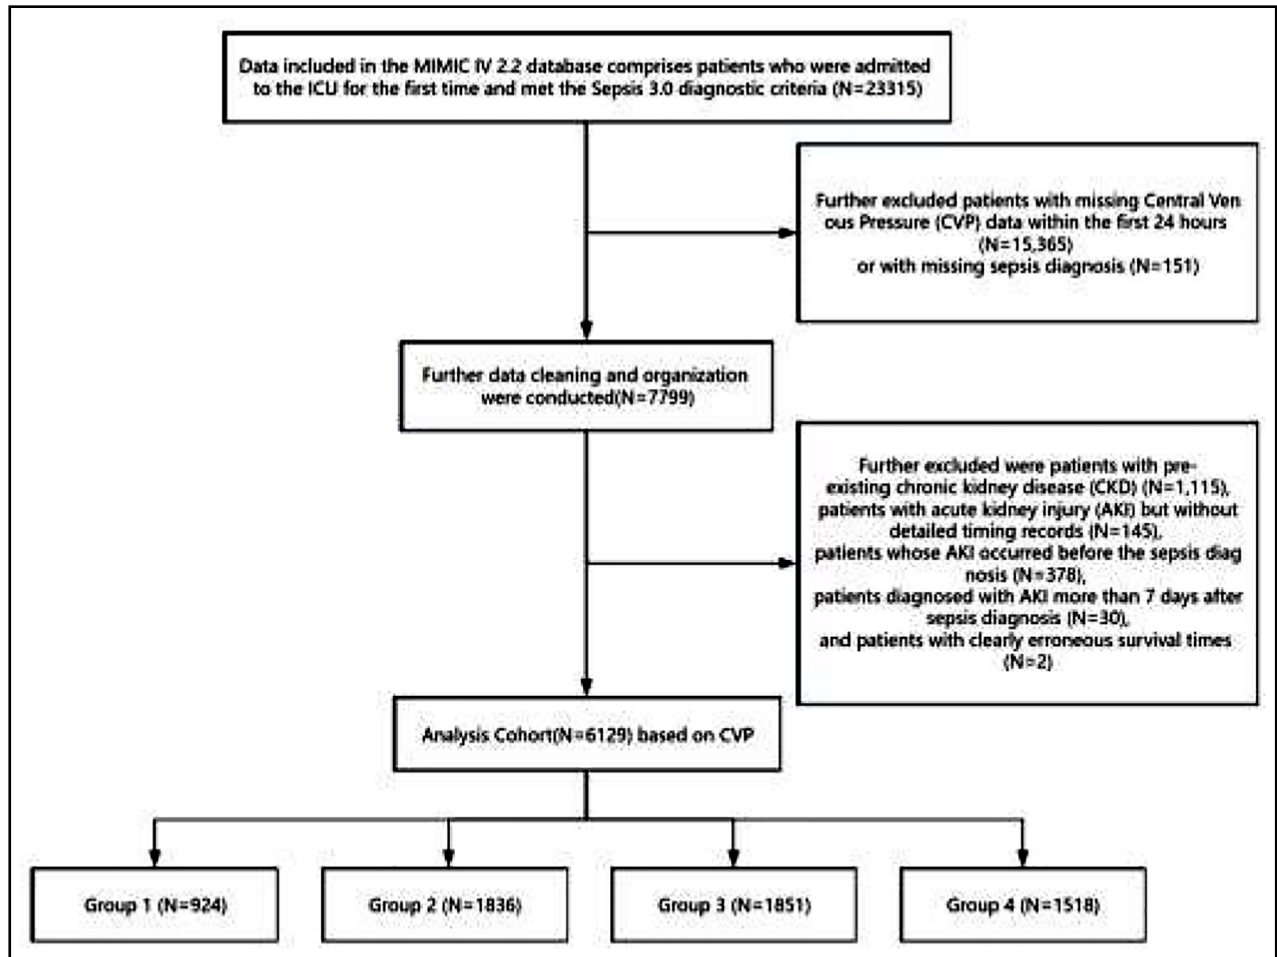 Data included in the MIMIC IV 2.2 database comprises patients who were admitted
to the ICU for the first time and met the Sepsis 3.0 diagnostic criteria (N=23315)
Further excluded patients with missing Central Ven
ous Pressure (CVP) data within the first 24 hours
(N=15,365)
or with missing sepsis diagnosis (N=151)
Further data cleaning and organization
were conducted(N=7799)
Further excluded were patients with pre-
existing chronic kidney disease (CKD) (N=1,115),
patients with acute kidney injury (AKI) but without
detailed timing records (N=145),
patients whose AKI occurred before the sepsis diag
nosis (N=378),
patients diagnosed with AKI more than 7 days after
sepsis diagnosis (N=30),
and patients with clearly erroneous survival times
(N=2)
Analysis Cohort(N=6129) based on CVP
Group 1 (N=924)
Group 2 (N=1836)
Group 3 (N=1851)
Group 4 (N=1518)